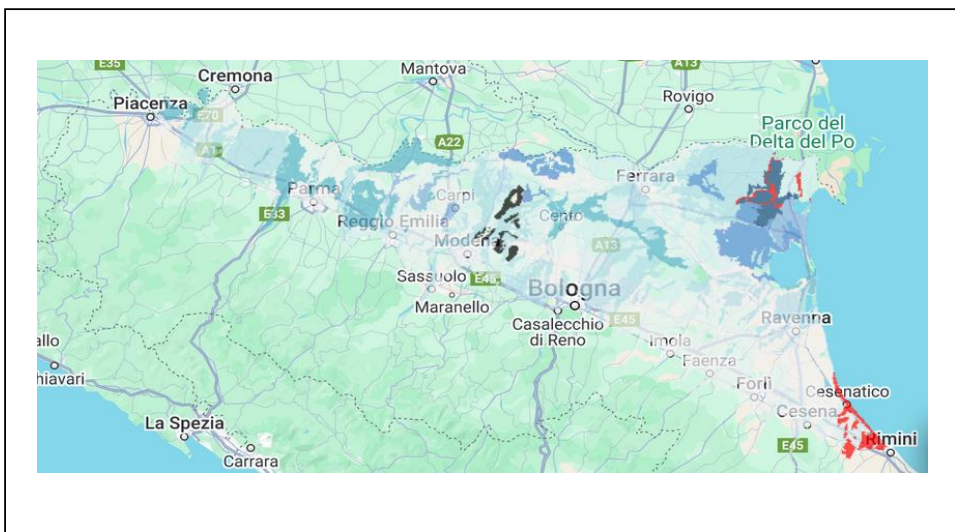 E35
Cremona
Mantova
A13
Rovigo
Piacenza
E70
Parco del
Delta del Po
A22
Parma
Ferrara
Carpi
E33
Reggio Emilia
Cento
Modena
A13
Sassuolo
E45
Bologna
Maranello
Casalecchio
di Reno
E45
Ravenna
Imola
Faenza
allo
hiavari
Forlì
Cesenatico
Cesena
La Spezia
E45
Rimini
Carrara